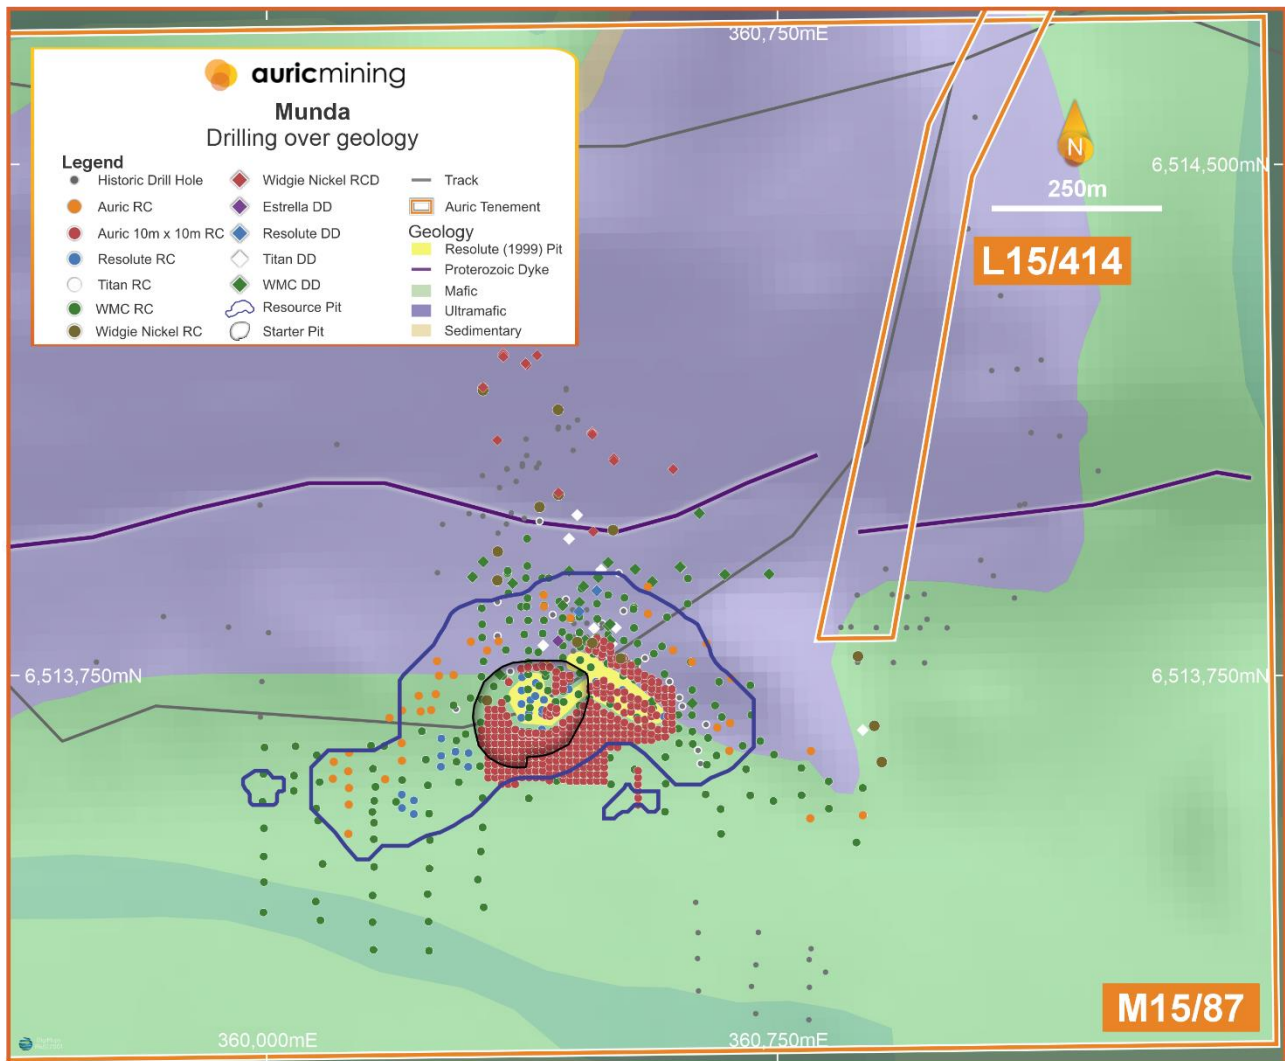 360,750mE
auricmining
Munda
Drilling over geology
Legend
Historic Drill Hole
Auric RC
Auric 10m x 10m RC
Resolute RC
Titan RC
WMC RC
Widgie Nickel RC
Widgie Nickel RCD
Estrella DD
Resolute DD
Titan DD
WMC DD
Resource Pit
Starter Pit
Track
Auric Tenement
Geology
Resolute (1999) Pit
Proterozoic Dyke
Mafic
Ultramafic
Sedimentary
N
6,514,500mN
250m
L15/414
6,513,750mN
6,513,750mN
M15/87
360,000mE
360,750mE